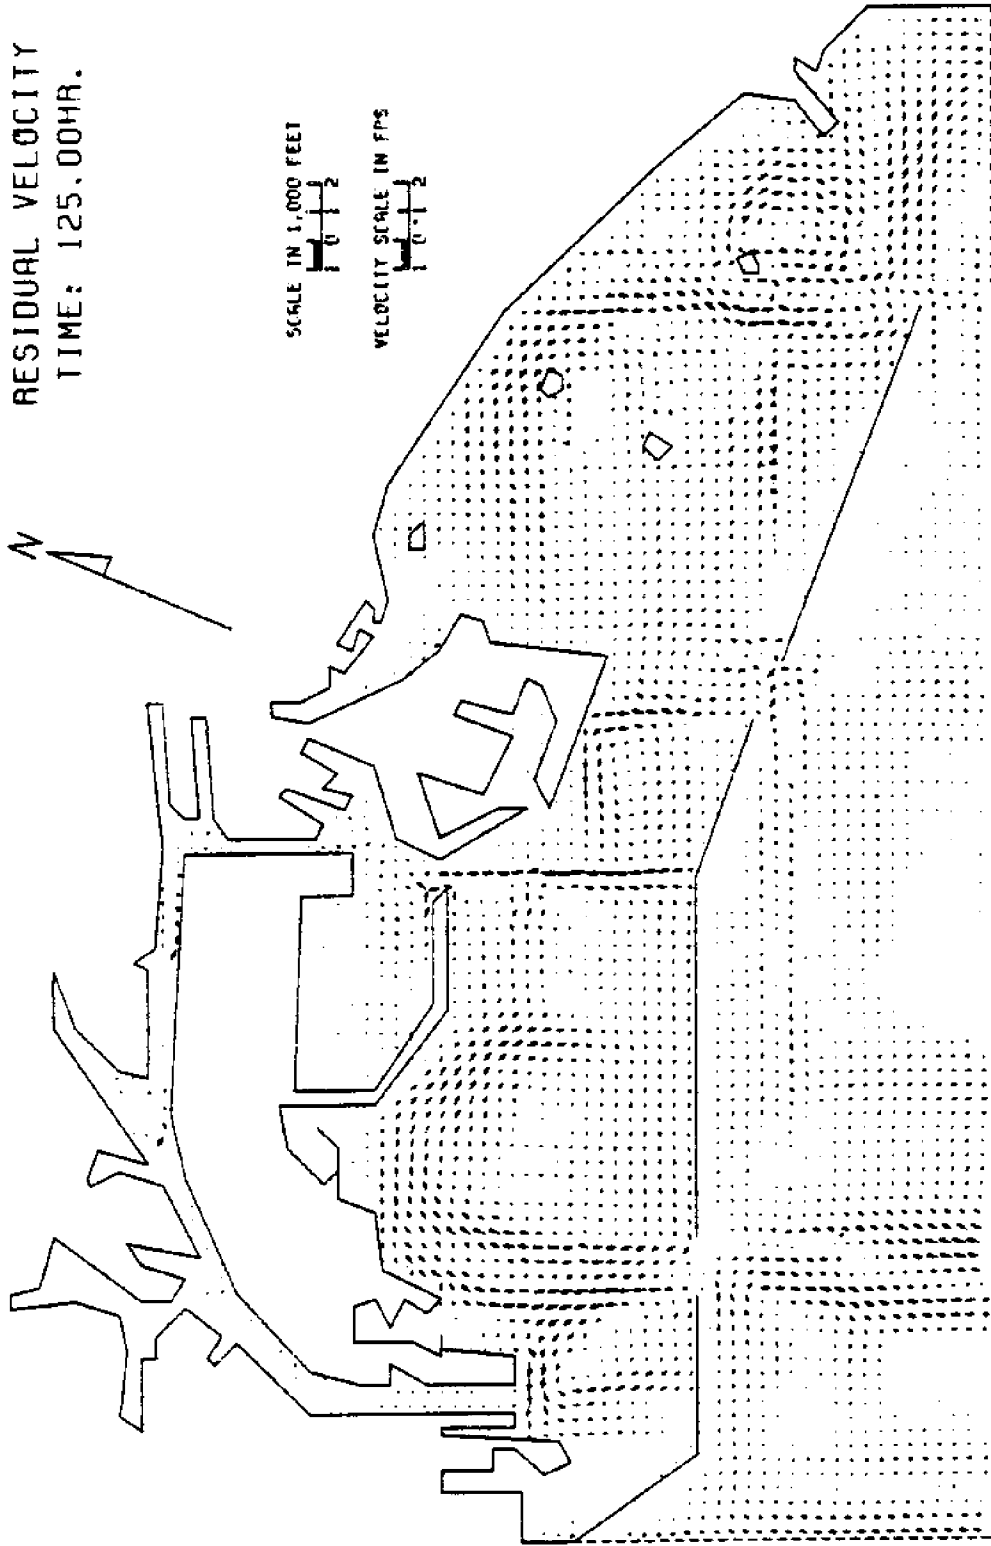 RESIDUAL VELOCITY
TIME: 125.00HR.
SCALE IN 1,000 FEET
1 0 1 2
VELOCITY SCALE IN FPS
1 0 1 2
N